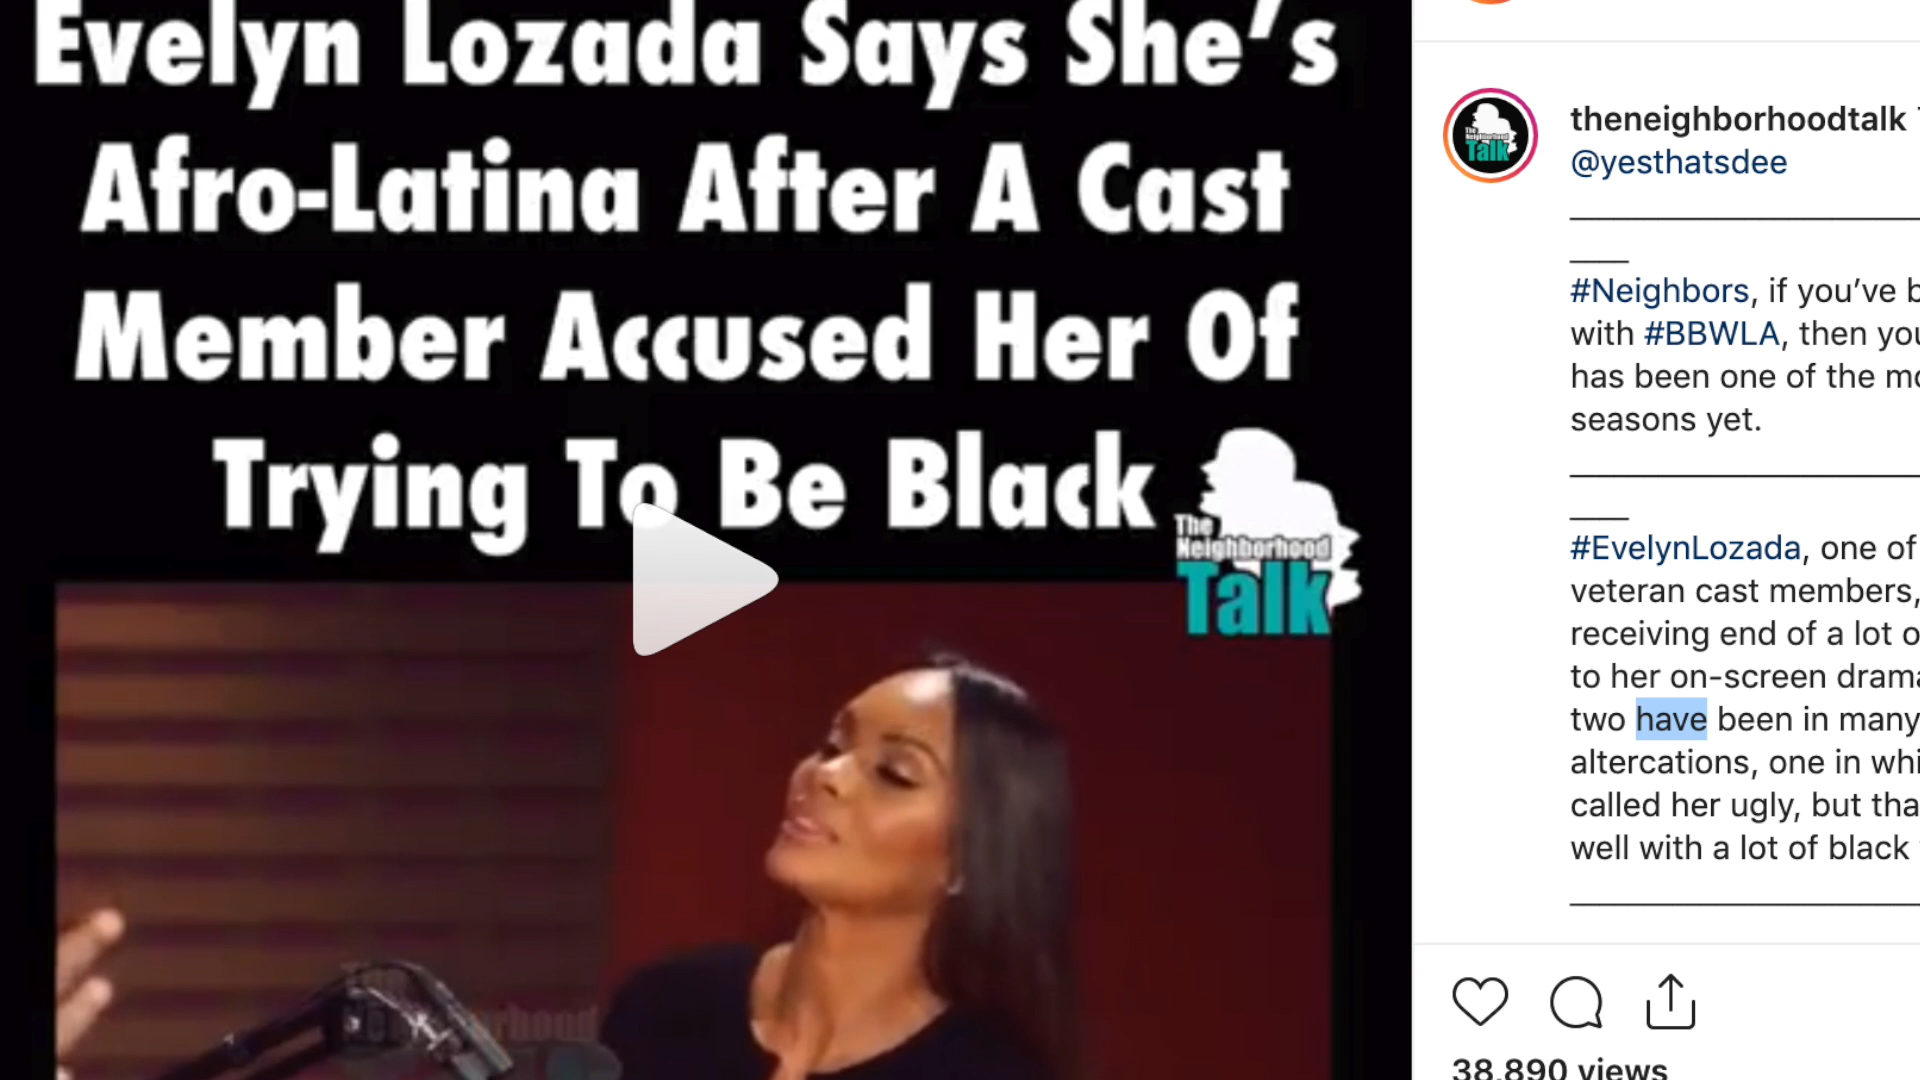 Evelyn Lozada Says She's
Afro-Latina After A Cast
Member Accused Her Of
Trying To Be Black
The
Neighborhood
Talk
The
Neighborhood
Talk
theneighborhoodtalk
@yesthatsdee
#Neighbors, if you've
with #BBWLA, then you
has been one of the
seasons yet.
#EvelynLozada, one of
veteran cast members,
receiving end of a lot
to her on-screen drama
two have been in many
altercations, one in
called her ugly, but
well with a lot of black
38,890 views